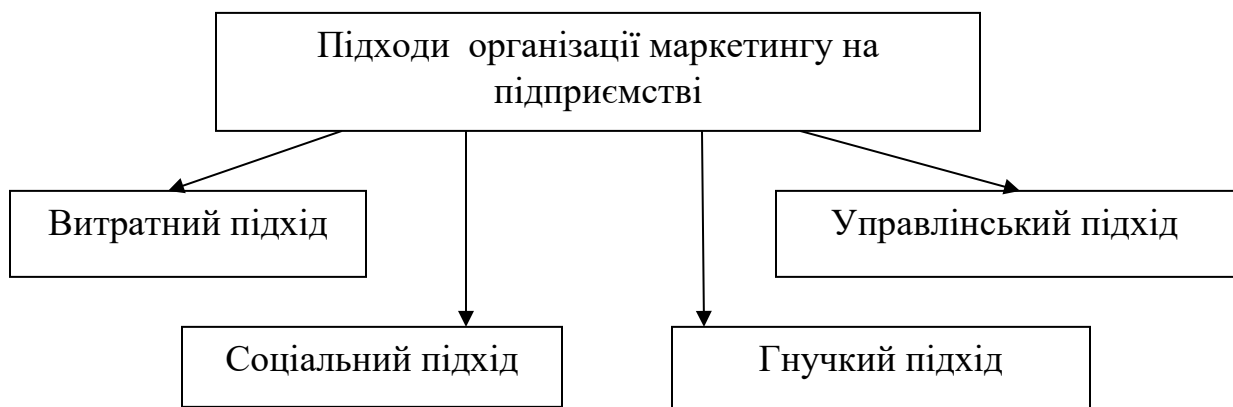 Підходи організації маркетингу на
підприємстві
Витратний підхід
Управлінський підхід
Соціальний підхід
Гнучкий підхід